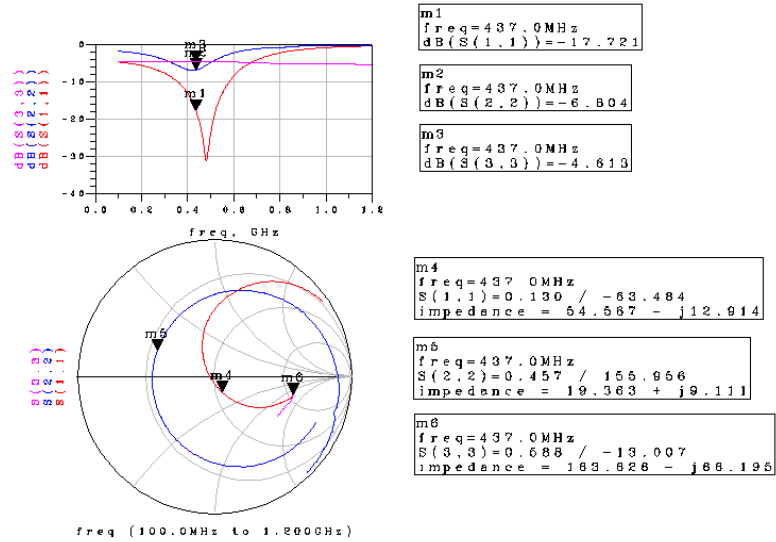 m1
freq=437.0MHz
dB(S(1,1))=-17.721
m2
freq=437.0MHz
dB(S(2,2))=-6.804
m3
freq=437.0MHz
dB(S(3,3))=-4.613
dB(S(3,3))
dB(S(2,2))
dB(S(1,1))
0
-10
-20
-30
-40
m3
m1
0.0 0.2 0.4 0.6 0.8 1.0 1.2
freq, GHz
m4
freq=437 0MHz
S(1,1)=0.130 / -63.484
impedance = 54.567 - j12.914
m5
freq=437.0MHz
S(2,2)=0.457 / 155.956
impedance = 19.363 + j9.111
m6
freq=437.0MHz
S(3,3)=0.588 / -13.007
impedance = 163.626 - j66.195
S(3,3)
S(2,2)
S(1,1)
m5
m4
m6
freq (100.0MHz to 1.200GHz)